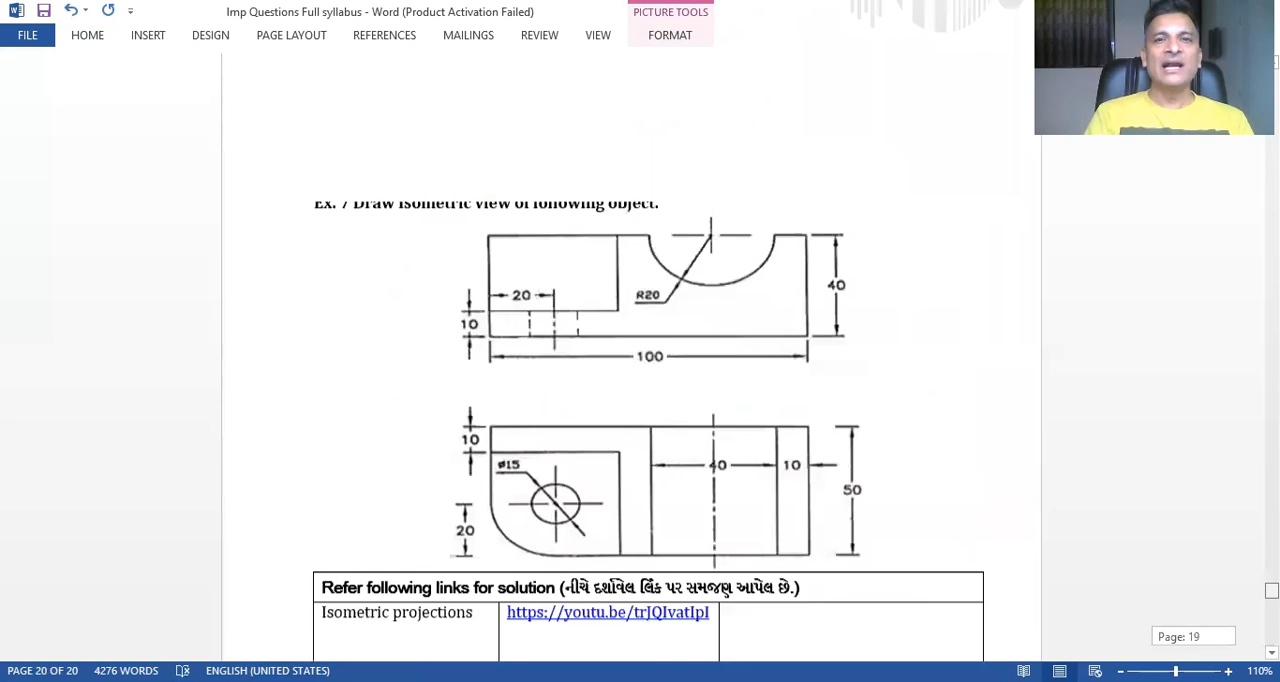 Imp Questions Full syllabus - Word (Product Activation Failed)
PICTURE TOOLS
FILE HOME INSERT DESIGN PAGE LAYOUT REFERENCES MAILINGS REVIEW VIEW FORMAT
Ex. 7 Draw Isometric view of following object.
20
R20
40
10
100
10
ø15
40
10
50
20
Refer following links for solution (નીચે દર્શાવેલ લિંક પર સમજણ આપેલ છે.)
Isometric projections https://youtu.be/trJQIvatIpI
Page: 19
PAGE 20 OF 20 4276 WORDS ENGLISH (UNITED STATES) 110%